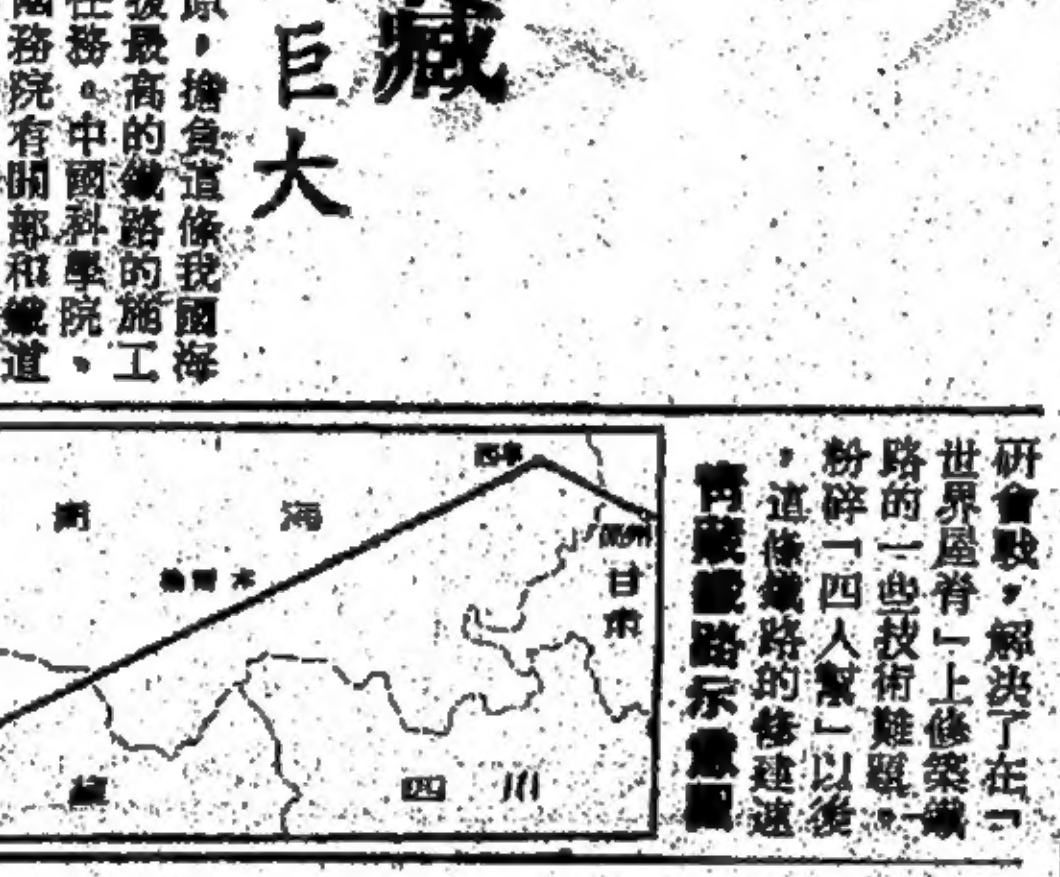 藏
巨大
原，擔負這條我國海
拔最高的鐵路的施工
任務。中國科學院、
國務院有關部和鐵道
研會戰，解決了在「
世界屋脊」上修築鐵
路的一些技術難題。
粉碎「四人幫」以後
，這條鐵路的修建速
青藏鐵路示意圖
西寧
青海
蘭州
格爾木
甘肅
四川